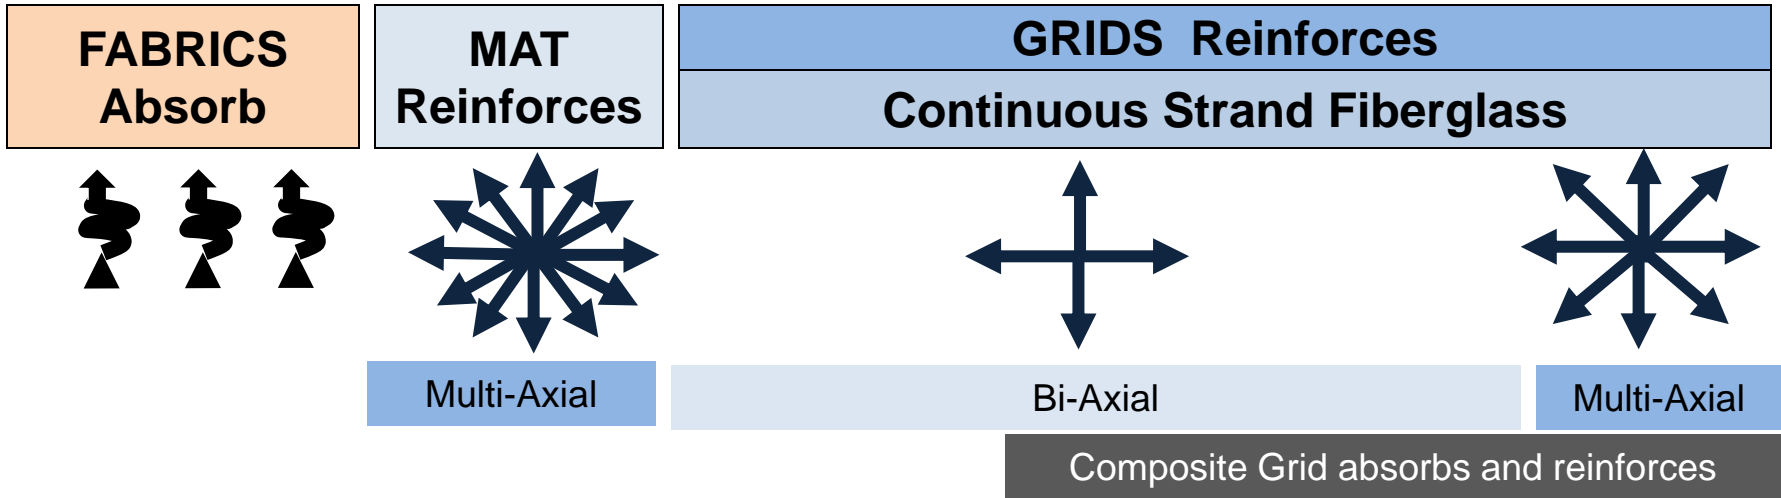 FABRICS
Absorb
MAT
Reinforces
GRIDS Reinforces
Continuous Strand Fiberglass
Multi-Axial
Bi-Axial
Multi-Axial
Composite Grid absorbs and reinforces